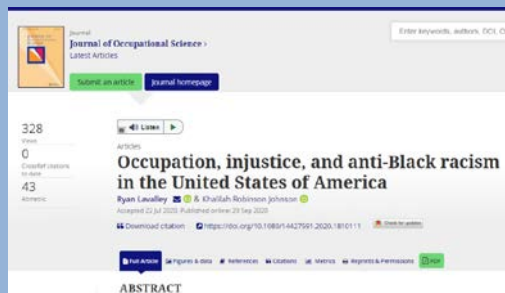 Journal
Journal of Occupational Science ›
Latest Articles
Enter keywords, authors, DOI, O
Submit an article
Journal homepage
328
Views
0
CrossRef citations
to date
43
Altmetric
Listen
Articles
Occupation, injustice, and anti-Black racism
in the United States of America
Ryan Lavalley & Khalilah Robinson Johnson
Accepted 22 Jul 2020, Published online: 29 Sep 2020
Download citation https://doi.org/10.1080/14427591.2020.1810111 Check for updates
Full Article Figures & data References Citations Metrics Reprints & Permissions PDF
ABSTRACT